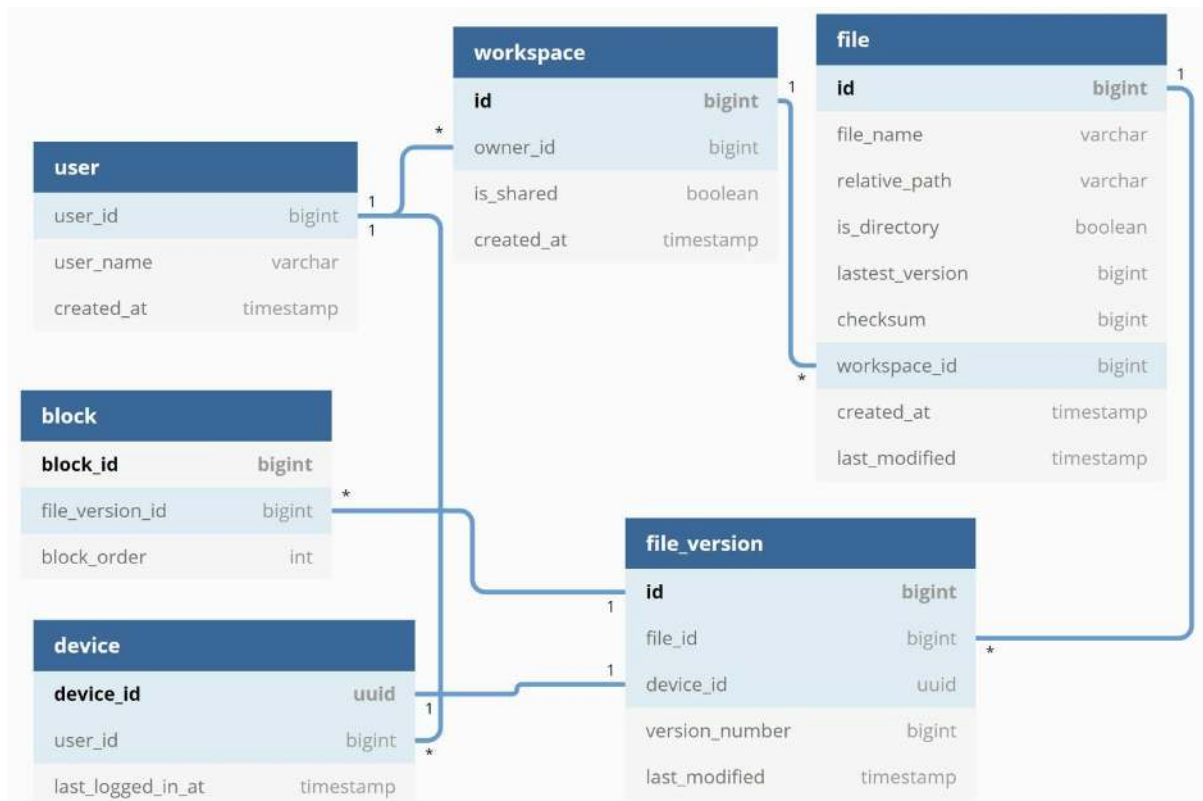 workspace
id bigint
owner_id bigint
is_shared boolean
created_at timestamp
file
id bigint
file_name varchar
relative_path varchar
is_directory boolean
lastest_version bigint
checksum bigint
workspace_id bigint
created_at timestamp
last_modified timestamp
user
user_id bigint
user_name varchar
created_at timestamp
block
block_id bigint
file_version_id bigint
block_order int
device
device_id uuid
user_id bigint
last_logged_in_at timestamp
file_version
id bigint
file_id bigint
device_id uuid
version_number bigint
last_modified timestamp
1
*
1
1
1
*
*
1
1
1
*
*